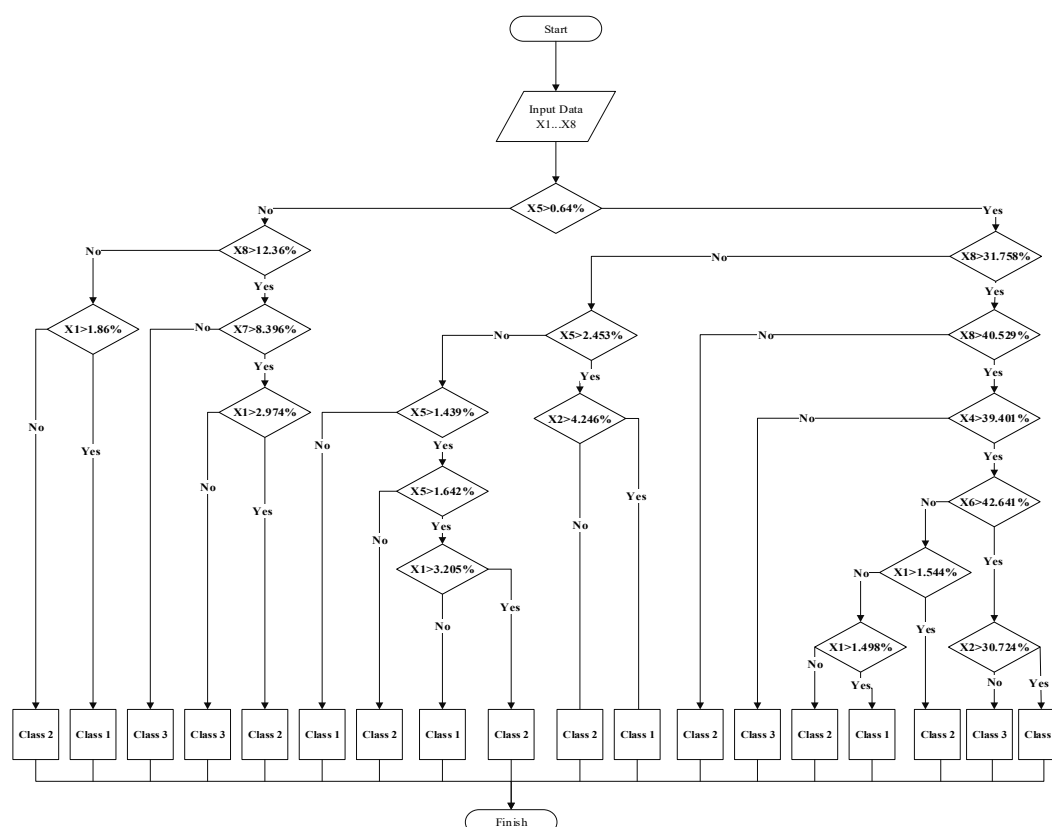 Start
Input Data
X1...X8
X5>0.64%
No
Yes
X8>12.36%
No
Yes
X8>31.758%
No
Yes
X1>1.86%
No
Yes
X7>8.396%
No
Yes
X5>2.453%
No
Yes
X8>40.529%
No
Yes
X1>2.974%
No
Yes
X5>1.439%
No
Yes
X2>4.246%
No
Yes
X4>39.401%
No
Yes
X5>1.642%
No
Yes
X6>42.641%
No
Yes
X1>3.205%
No
Yes
X1>1.544%
No
Yes
X1>1.498%
No
Yes
X2>30.724%
No
Yes
Class 2
Class 1
Class 3
Class 3
Class 2
Class 1
Class 2
Class 1
Class 2
Class 2
Class 1
Class 2
Class 3
Class 2
Class 1
Class 2
Class 3
Class
Finish